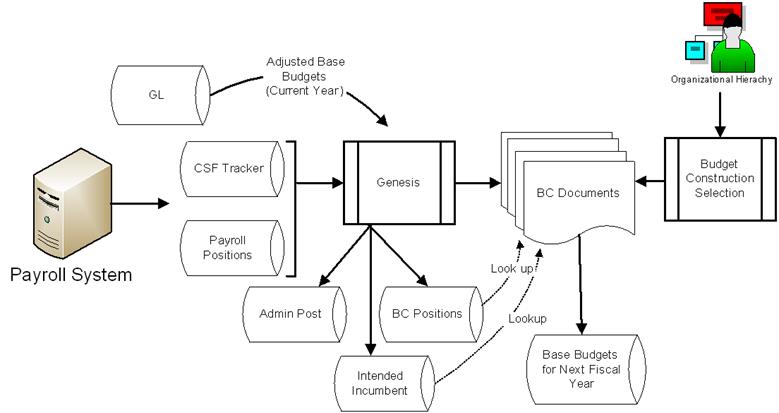 Adjusted Base
Budgets
(Current Year)
GL
Organizational Hierachy
CSF Tracker
Genesis
BC Documents
Budget
Construction
Selection
Payroll
Positions
Payroll System
Look up
Admin Post
BC Positions
Lookup
Intended
Incumbent
Base Budgets
for Next Fiscal
Year